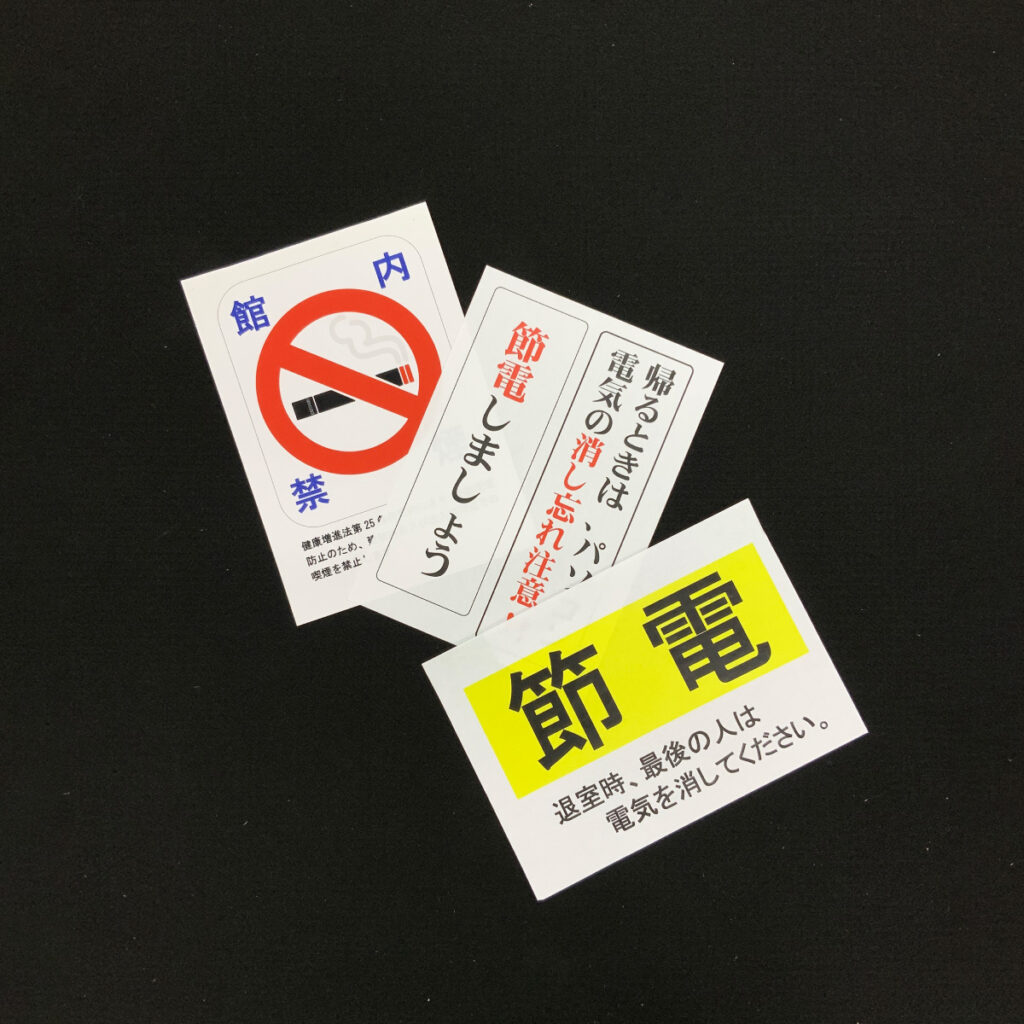 館内
禁
健康増進法第25
防止のため、
喫煙を禁止
帰るときは、パソ
電気の消し忘れ注意
節電しましょう
節電
退室時、最後の人は
電気を消してください。